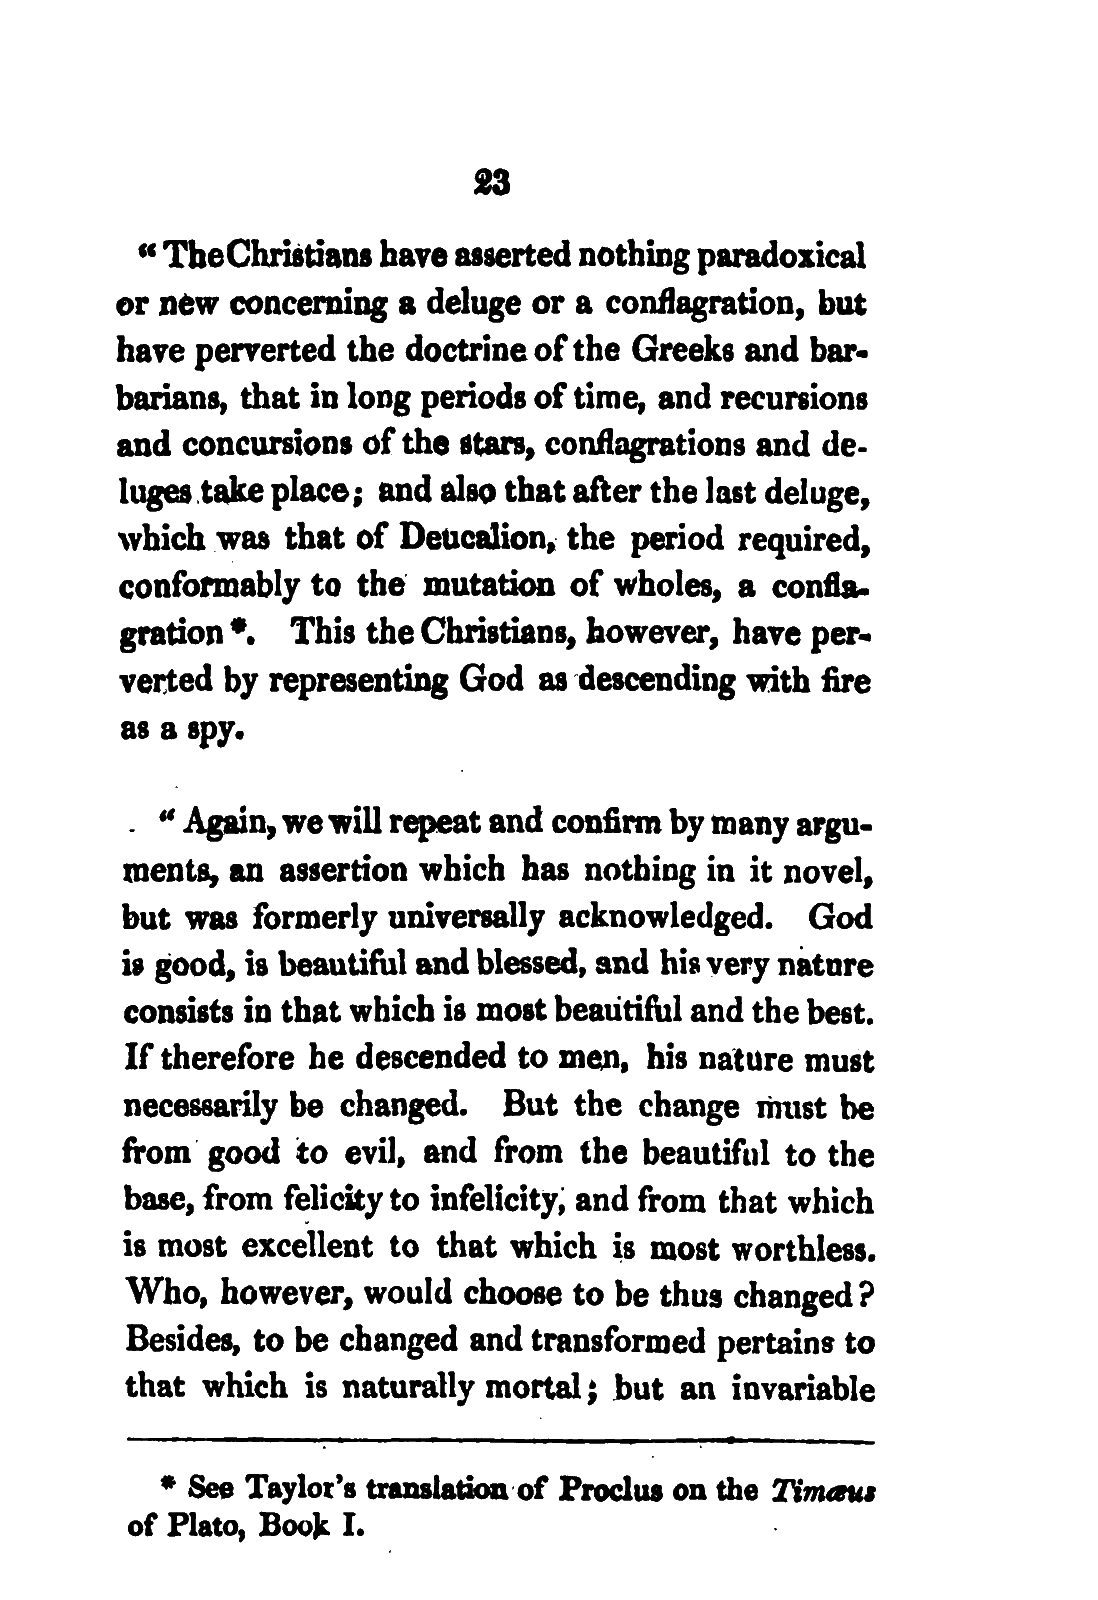 23
“ The Christians have asserted nothing paradoxical
or new concerning a deluge or a conflagration, but
have perverted the doctrine of the Greeks and bar-
barians, that in long periods of time, and recursions
and concursions of the stars, conflagrations and de-
luges take place; and also that after the last deluge,
which was that of Deucalion, the period required,
conformably to the mutation of wholes, a confla-
gration *. This the Christians, however, have per-
verted by representing God as descending with fire
as a spy.
“ Again, we will repeat and confirm by many argu-
ments, an assertion which has nothing in it novel,
but was formerly universally acknowledged. God
is good, is beautiful and blessed, and his very nature
consists in that which is most beautiful and the best.
If therefore he descended to men, his nature must
necessarily be changed. But the change must be
from good to evil, and from the beautiful to the
base, from felicity to infelicity, and from that which
is most excellent to that which is most worthless.
Who, however, would choose to be thus changed?
Besides, to be changed and transformed pertains to
that which is naturally mortal; but an invariable
* See Taylor's translation of Proclus on the Timæus
of Plato, Book I.